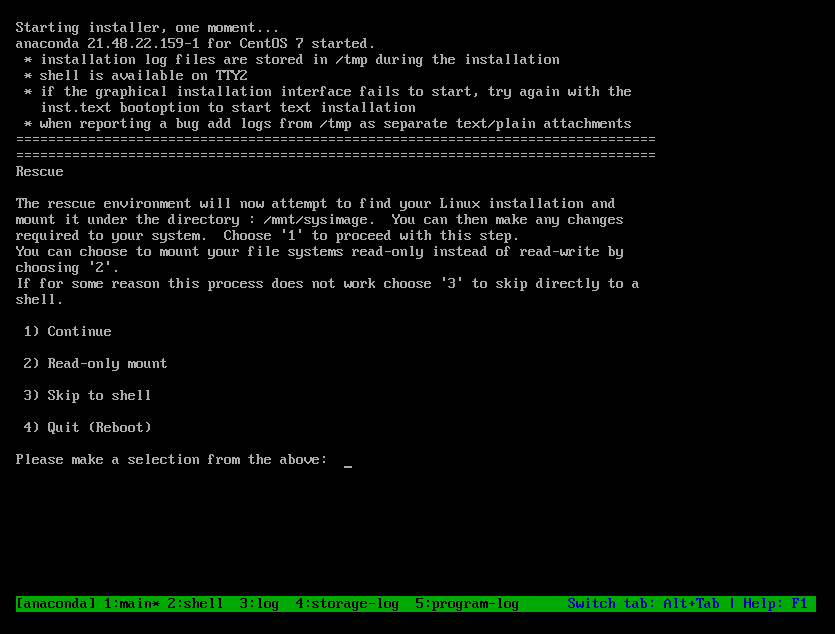 Starting installer, one moment...
anaconda 21.48.22.159-1 for CentOS 7 started.
* installation log files are stored in /tmp during the installation
* shell is available on TTY2
* if the graphical installation interface fails to start, try again with the
inst.text bootoption to start text installation
* when reporting a bug add logs from /tmp as separate text/plain attachments
================================================================================
================================================================================
Rescue
The rescue environment will now attempt to find your Linux installation and
mount it under the directory : /mnt/sysimage.  You can then make any changes
required to your system.  Choose '1' to proceed with this step.
You can choose to mount your file systems read-only instead of read-write by
choosing '2'.
If for some reason this process does not work choose '3' to skip directly to a
shell.
1) Continue
2) Read-only mount
3) Skip to shell
4) Quit (Reboot)
Please make a selection from the above:  _
[anaconda] 1:main* 2:shell  3:log  4:storage-log  5:program-log      Switch tab: Alt+Tab | Help: F1